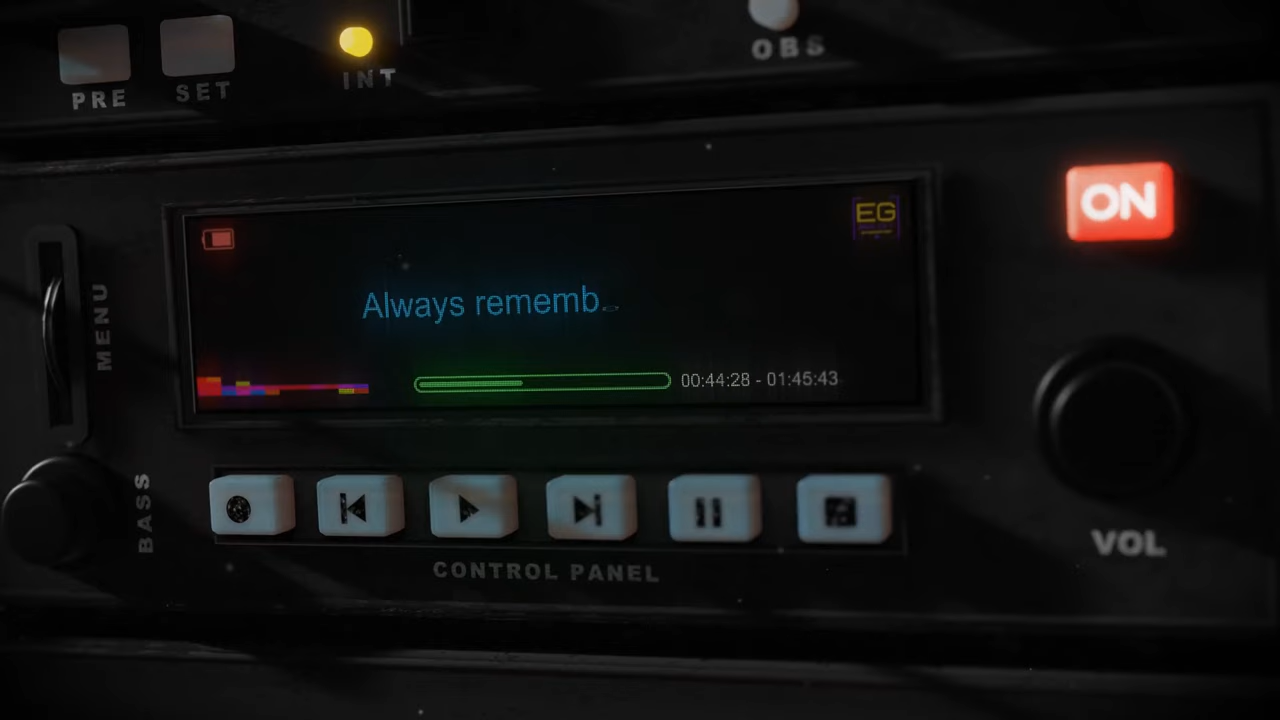 PRE
SET
INT
OBS
ON
EG
MENU
Always rememb
00:44:28 - 01:45:43
BASS
CONTROL PANEL
VOL